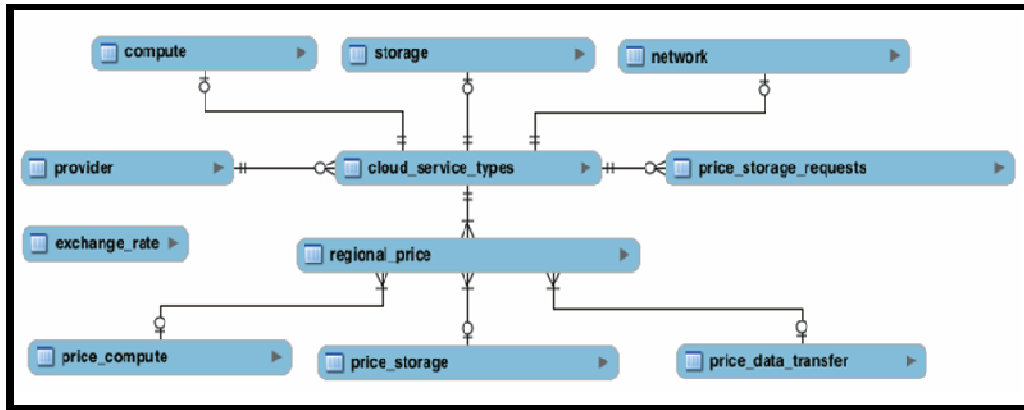 compute
storage
network
provider
cloud_service_types
price_storage_requests
exchange_rate
regional_price
price_compute
price_storage
price_data_transfer